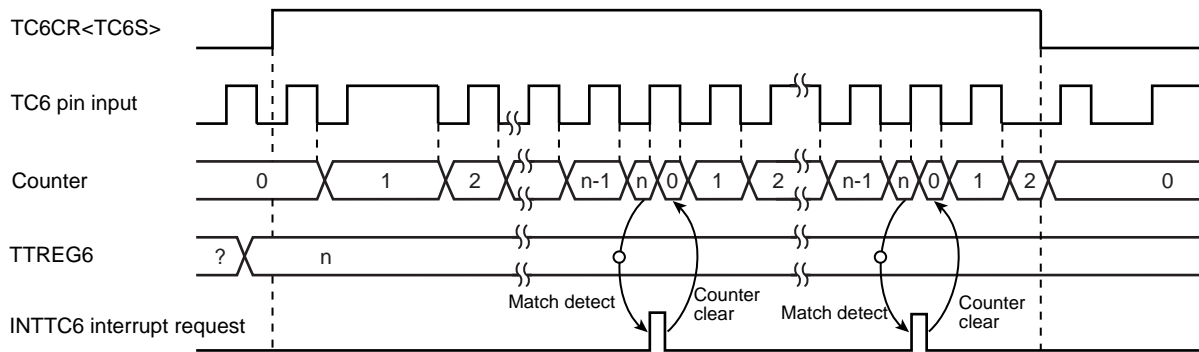 TC6CR<TC6S>
TC6 pin input
Counter 0 1 2 n-1 n 0 1 2 n-1 n 0 1 2 0
TTREG6 ? n
Match detect Counter clear Match detect Counter clear
INTTC6 interrupt request